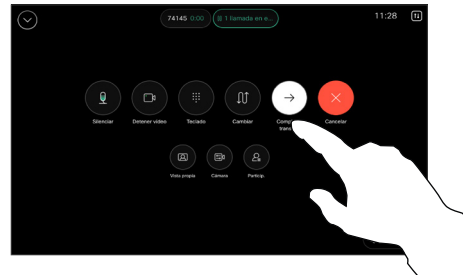 74145 0:00
1 llamada en e...
11:28
Silenciar
Detener vídeo
Teclado
Cambiar
Cancelar
Vista propia
Cámara
Particip.